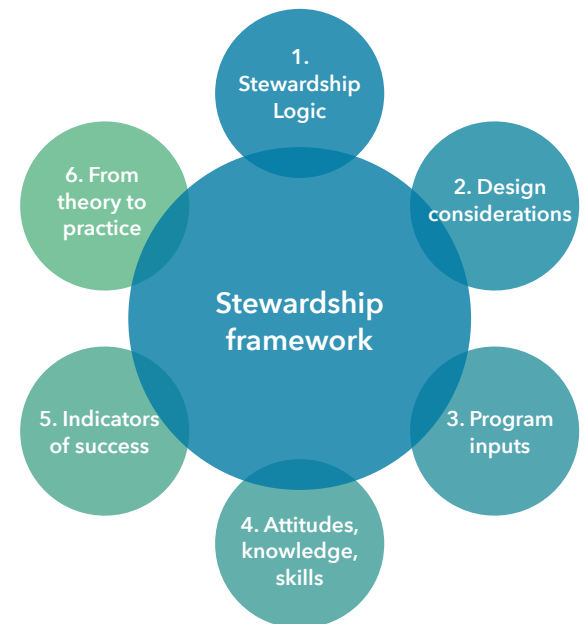 1.
Stewardship
Logic
2. Design
considerations
3. Program
inputs
4. Attitudes,
knowledge,
skills
5. Indicators
of success
6. From
theory to
practice
Stewardship
framework